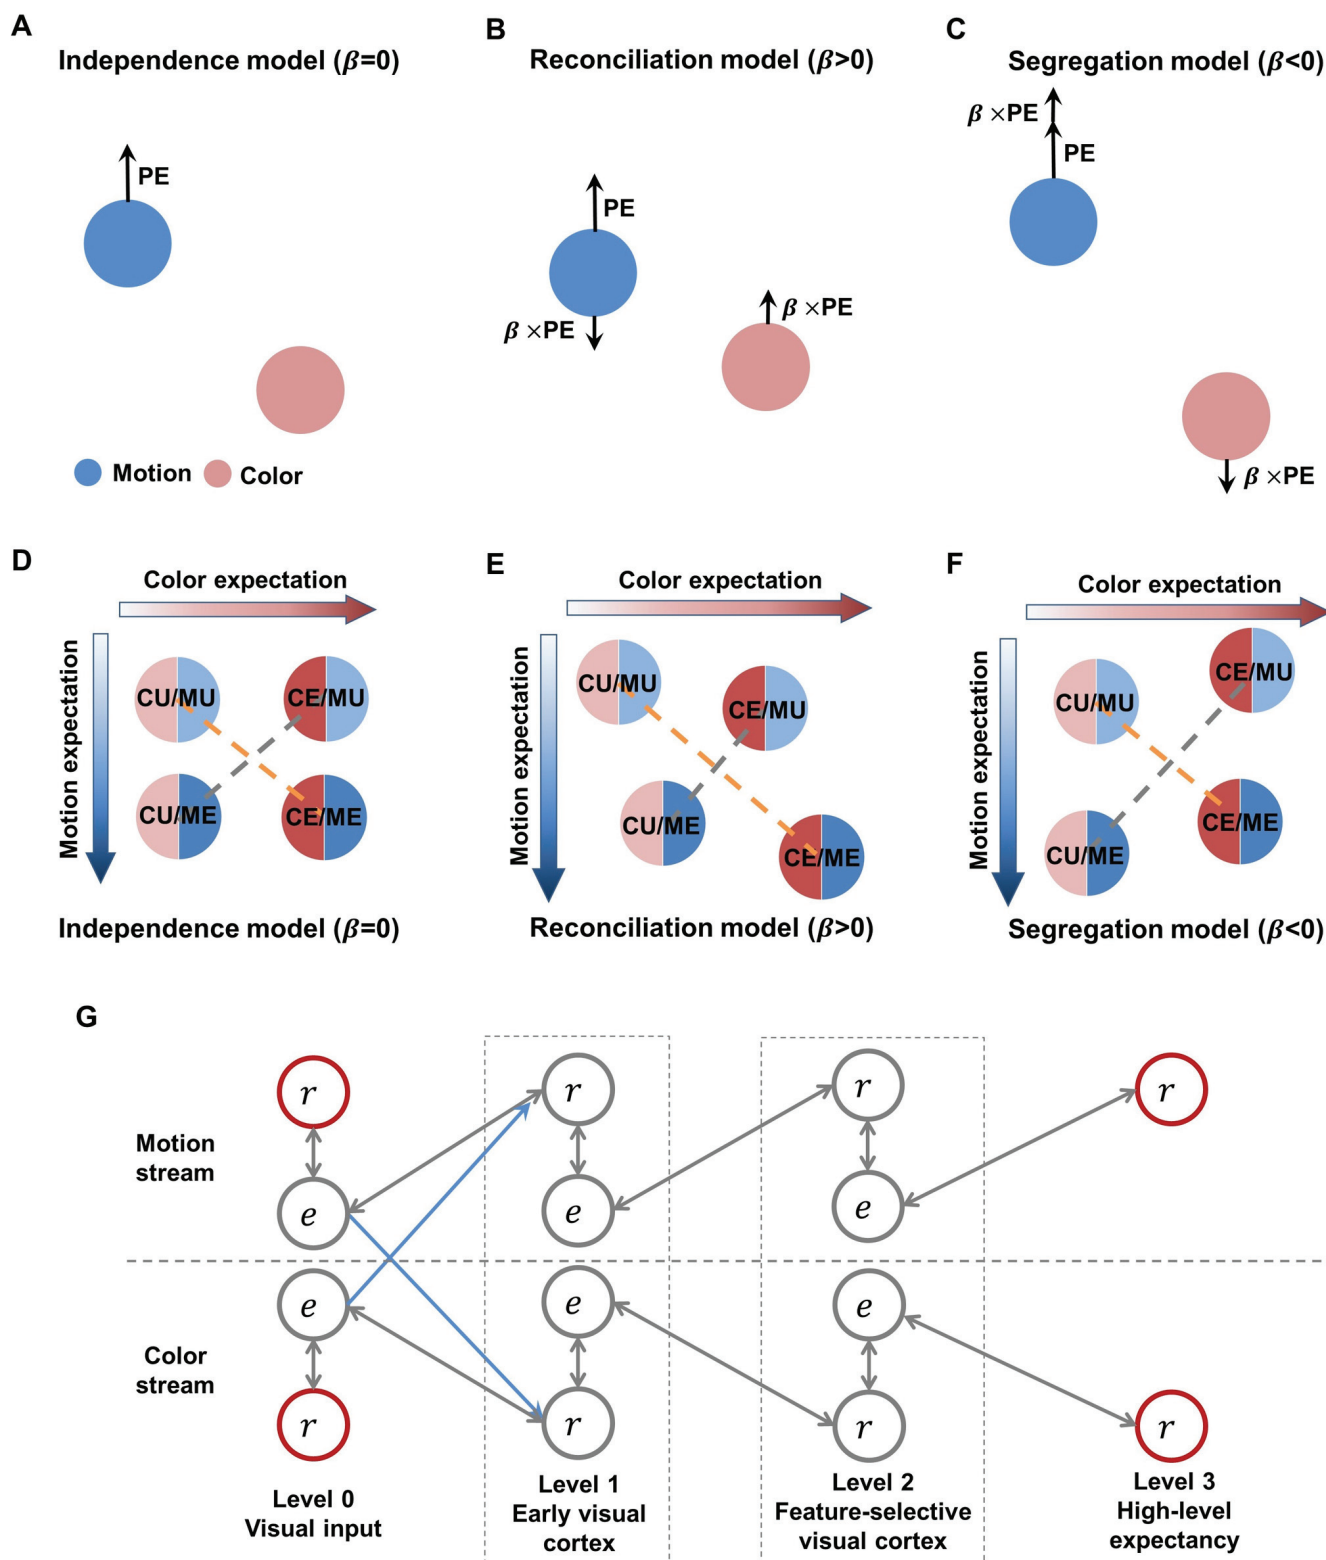 A
Independence model (β=0)
PE
Motion
Color
B
Reconciliation model (β>0)
PE
β ×PE
β ×PE
C
Segregation model (β<0)
β ×PE
PE
β ×PE
D
Color expectation
Motion expectation
CU/MU
CE/MU
CU/ME
CE/ME
Independence model (β=0)
E
Color expectation
Motion expectation
CU/MU
CE/MU
CU/ME
CE/ME
Reconciliation model (β>0)
F
Color expectation
Motion expectation
CU/MU
CE/MU
CU/ME
CE/ME
Segregation model (β<0)
G
Motion
stream
r
r
r
r
e
e
e
Color
stream
e
e
e
r
r
r
r
Level 0
Visual input
Level 1
Early visual
cortex
Level 2
Feature-selective
visual cortex
Level 3
High-level
expectancy